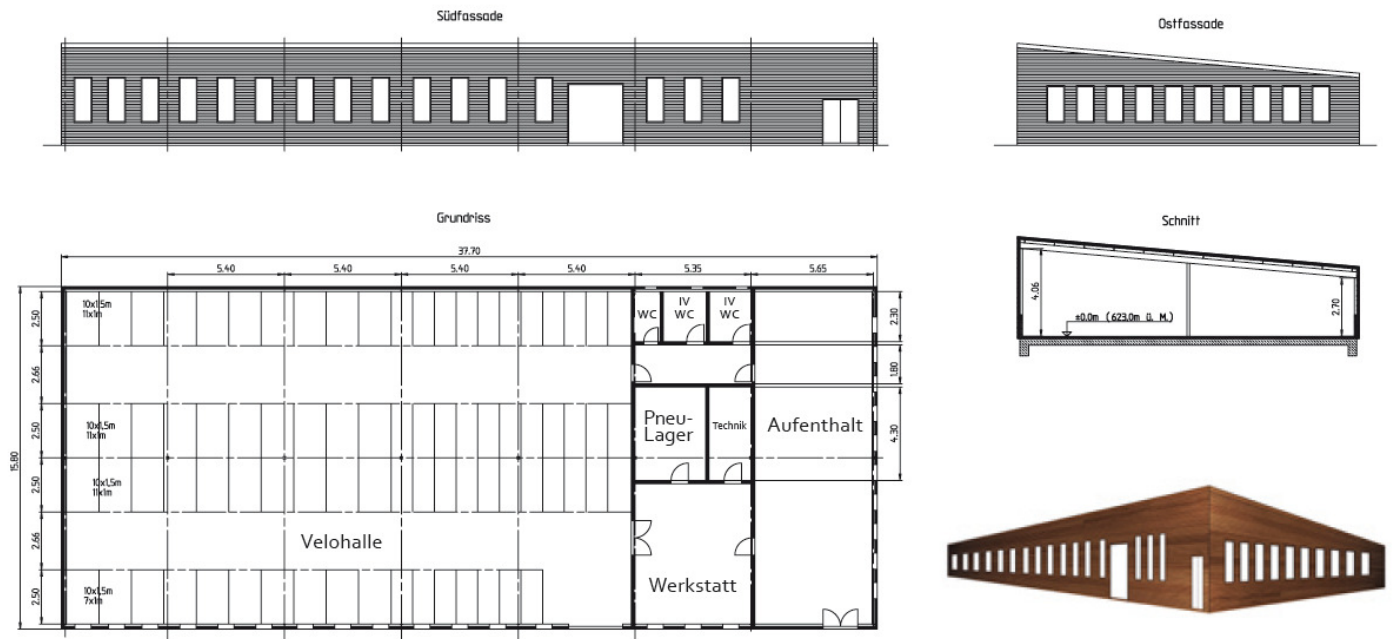 Südfassade
Ostfassade
Grundriss
37.70
5.40
5.40
5.40
5.40
5.35
5.65
15.80
2.50
2.66
2.50
2.50
2.66
2.50
10x1,5m
11x1m
10x1,5m
11x1m
10x1,5m
11x1m
10x1,5m
7x1m
WC
IV
WC
IV
WC
Pneu-
Lager
Technik
Aufenthalt
Velohalle
Werkstatt
2.30
1.80
4.30
Schnitt
4.06
±0.0m (623.0m ü. M.)
2.70